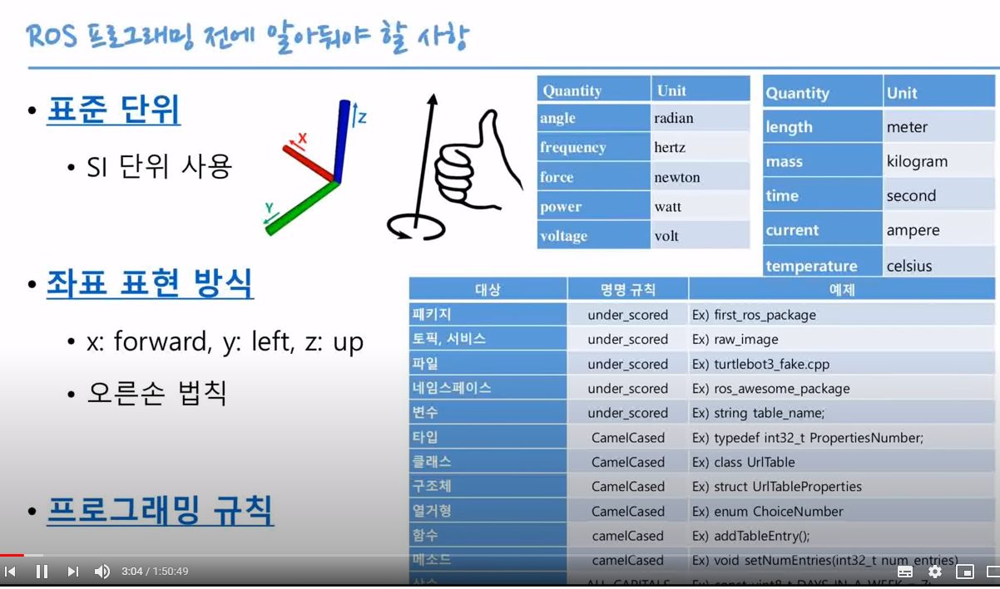 ROS 프로그래밍 전에 알아둬야 할 사항
• 표준 단위
• SI 단위 사용
X
Z
Y
Quantity Unit
angle radian
frequency hertz
force newton
power watt
voltage volt
Quantity Unit
length meter
mass kilogram
time second
current ampere
temperature celsius
• 좌표 표현 방식
• x: forward, y: left, z: up
• 오른손 법칙
• 프로그래밍 규칙
대상 명명 규칙 예제
패키지 under_scored Ex) first_ros_package
토픽, 서비스 under_scored Ex) raw_image
파일 under_scored Ex) turtlebot3_fake.cpp
네임스페이스 under_scored Ex) ros_awesome_package
변수 under_scored Ex) string table_name;
타입 CamelCased Ex) typedef int32_t PropertiesNumber;
클래스 CamelCased Ex) class UrlTable
구조체 CamelCased Ex) struct UrlTableProperties
열거형 CamelCased Ex) enum ChoiceNumber
함수 camelCased Ex) addTableEntry();
메소드 camelCased Ex) void setNumEntries(int32_t num_entries)
상수 ALL_CAPITALS Ex) const uint8_t DAYS_IN_A_WEEK = 7;
3:04 / 1:50:49